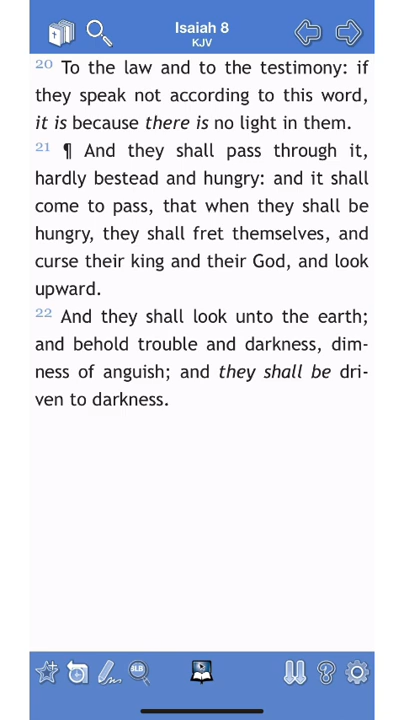 Isaiah 8
KJV
20 To the law and to the testimony: if
they speak not according to this word,
it is because there is no light in them.
21 ¶ And they shall pass through it,
hardly bestead and hungry: and it shall
come to pass, that when they shall be
hungry, they shall fret themselves, and
curse their king and their God, and look
upward.
22 And they shall look unto the earth;
and behold trouble and darkness, dim-
ness of anguish; and they shall be dri-
ven to darkness.
SLB